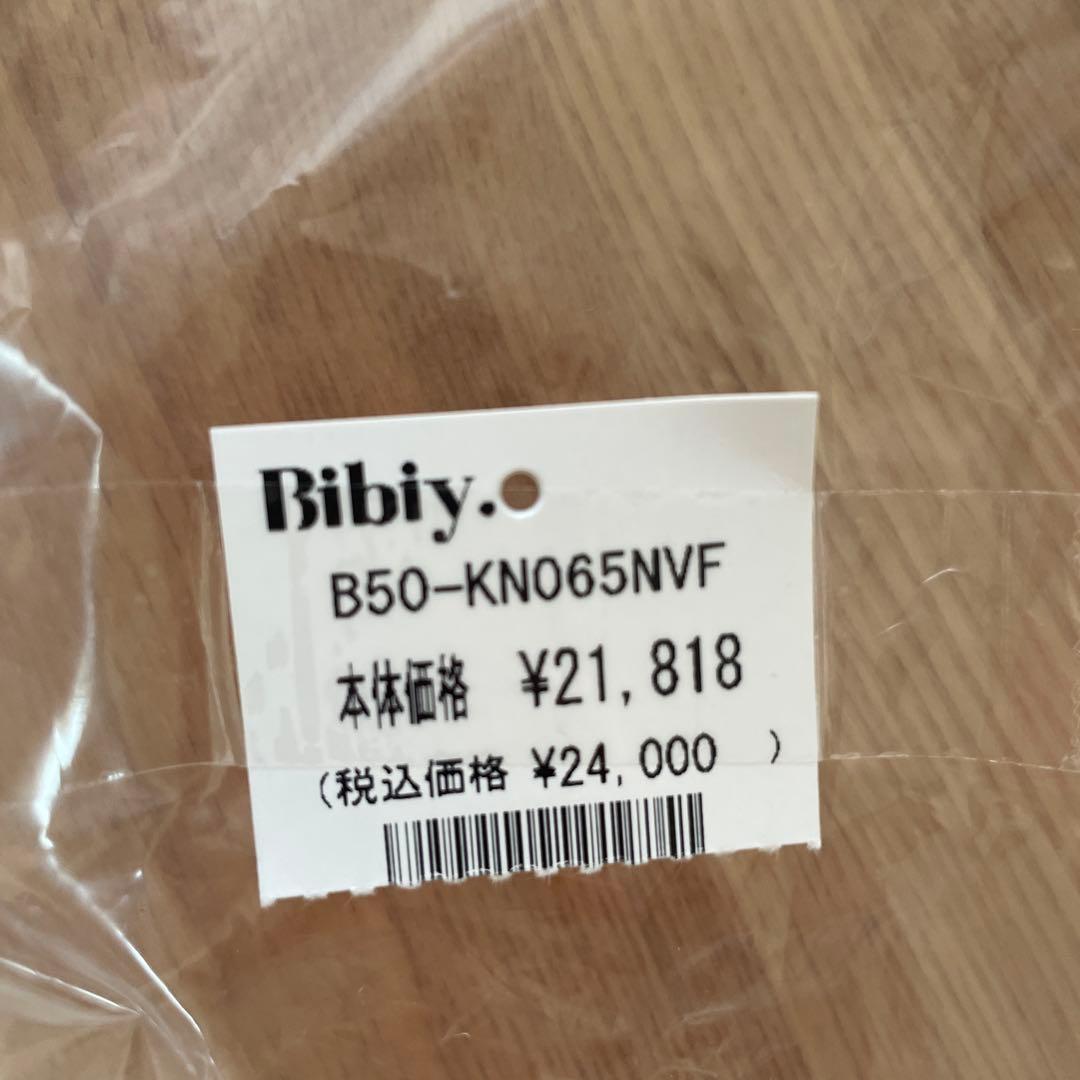 Bibiy.
B50-KN065NVF
本体価格 ¥21,818
(税込価格 ¥24,000 )